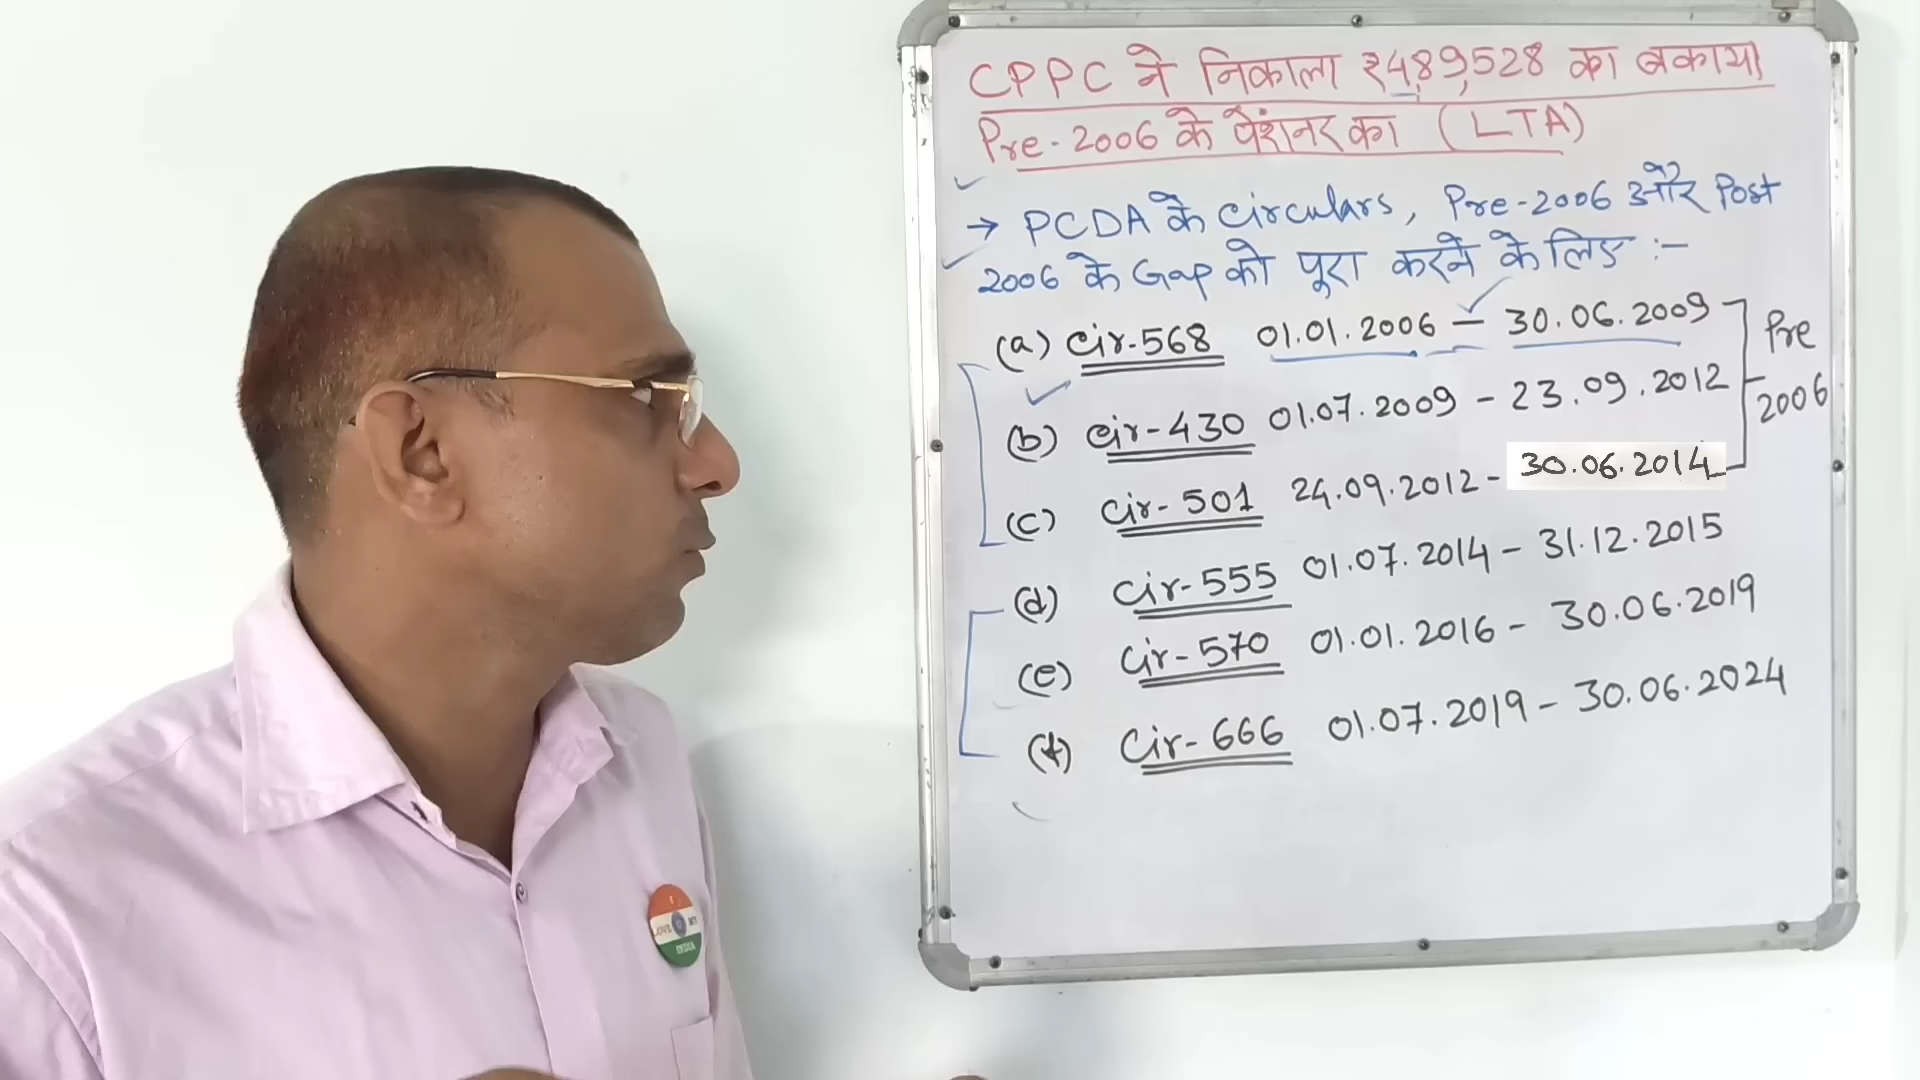 CPPC ने निकाला ₹4,89,528 का बकाया
Pre-2006 के पेंशनर का (LTA)
→ PCDA के circulars, Pre-2006 और Post
2006 के Gap को पूरा करने के लिए :-
(a) Cir-568 01.01.2006 - 30.06.2009
(b) Cir-430 01.07.2009 - 23.09.2012
(c) Cir-501 24.09.2012 - 30.06.2014
Pre
2006
(d) Cir-555 01.07.2014 - 31.12.2015
(e) Cir-570 01.01.2016 - 30.06.2019
(f) Cir-666 01.07.2019 - 30.06.2024
I
LOVE MY
INDIA